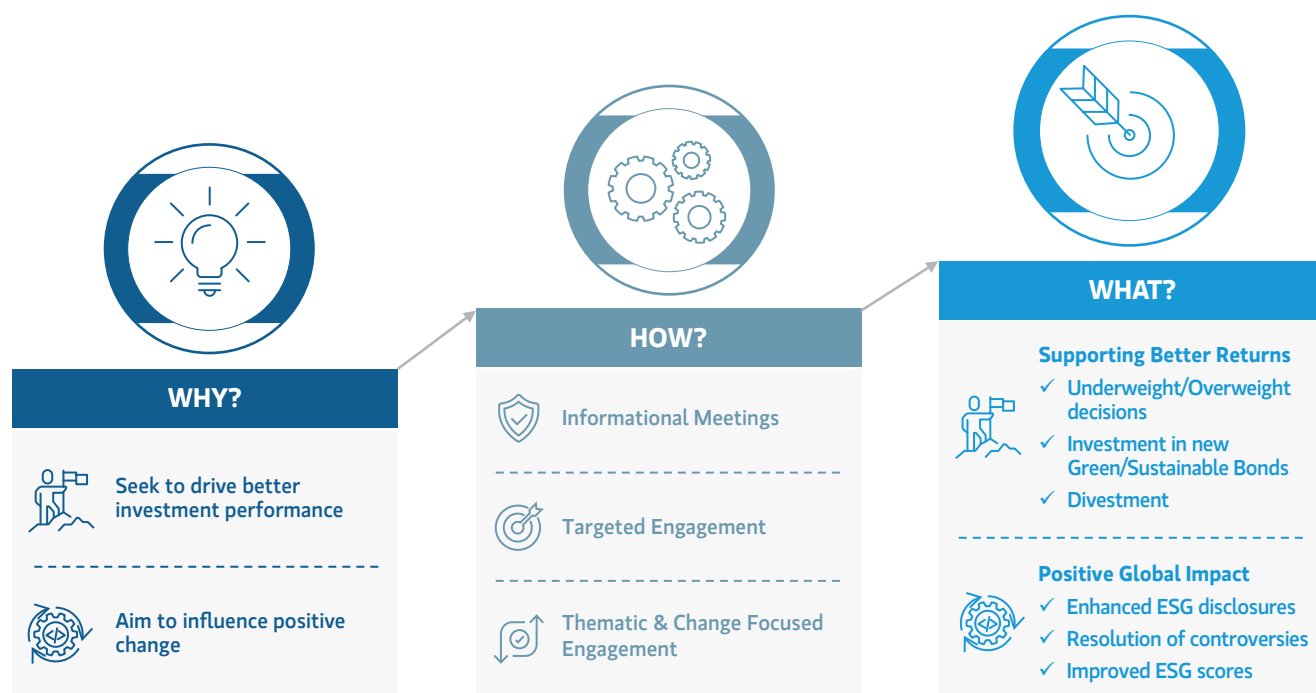 WHY?
Seek to drive better
investment performance
Aim to influence positive
change
HOW?
Informational Meetings
Targeted Engagement
Thematic & Change Focused
Engagement
WHAT?
Supporting Better Returns
✓ Underweight/Overweight
decisions
✓ Investment in new
Green/Sustainable Bonds
✓ Divestment
Positive Global Impact
✓ Enhanced ESG disclosures
✓ Resolution of controversies
✓ Improved ESG scores